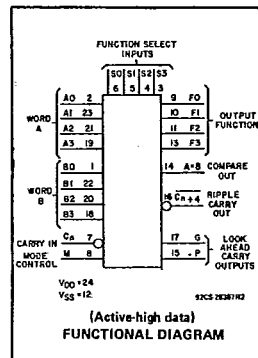 FUNCTION SELECT
INPUTS
S0 S1 S2 S3
6 5 4 3
WORD
A
A0 2
A1 23
A2 21
A3 19
9 F0
10 F1
11 F2
13 F3
OUTPUT
FUNCTION
WORD
B
B0 1
B1 22
B2 20
B3 18
14 A=B COMPARE
OUT
16 Cn+4 RIPPLE
CARRY
OUT
CARRY IN Cn 7
MODE
CONTROL M 8
17 G
15 P
LOOK
AHEAD
CARRY
OUTPUTS
VDD=24
VSS=12
(Active-high data)
FUNCTIONAL DIAGRAM